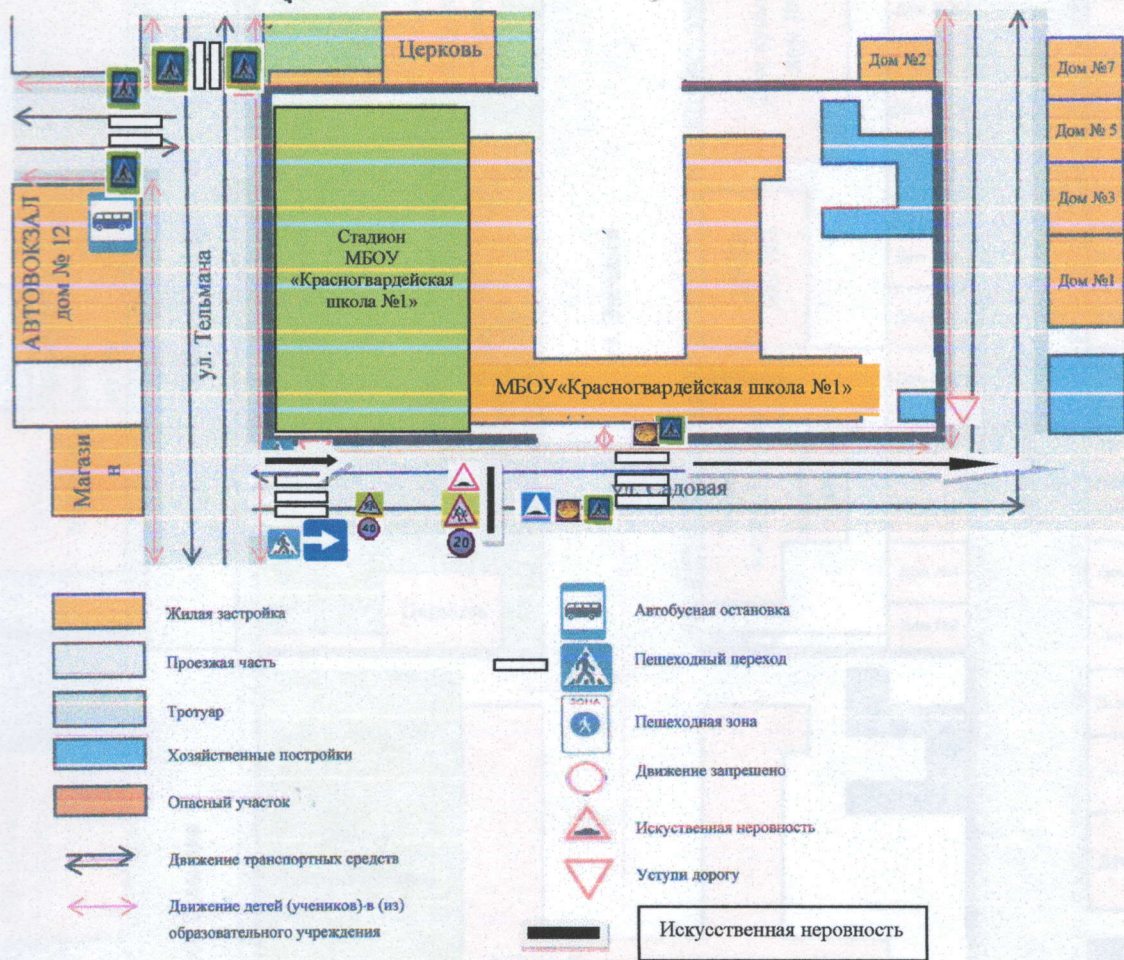 Церковь
Дом №2
Дом №7
Дом № 5
Дом №3
Дом №1
АВТОВОКЗАЛ
дом № 12
ул. Тельмана
Стадион
МБОУ
«Красногвардейская
школа №1»
МБОУ«Красногвардейская школа №1»
Магази
н
ул. Садовая
40
20
Жилая застройка
Проезжая часть
Тротуар
Хозяйственные постройки
Опасный участок
Движение транспортных средств
Движение детей (учеников) в (из)
образовательного учреждения
Автобусная остановка
Пешеходный переход
ЗОНА
Пешеходная зона
Движение запрешено
Искуственная неровность
Уступи дорогу
Искусственная неровность